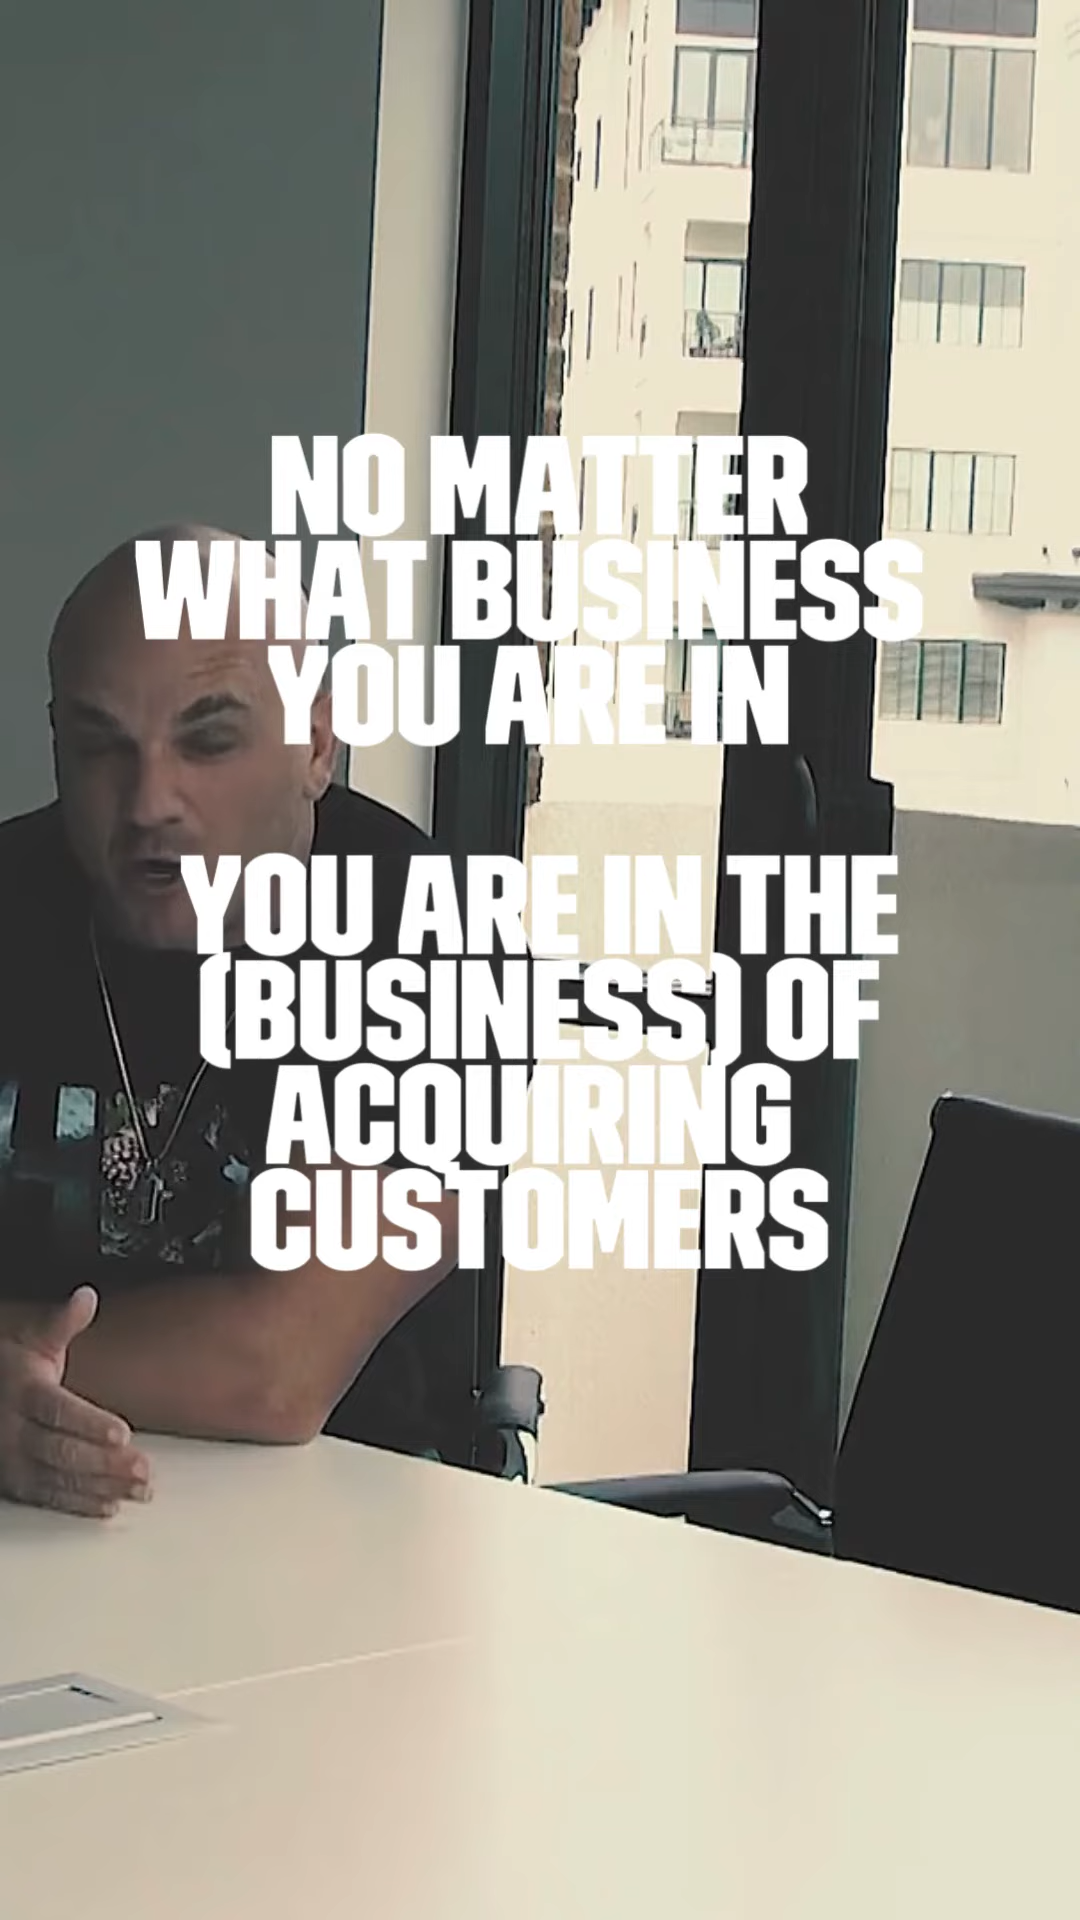 NO MATTER
WHAT BUSINESS
YOU ARE IN
YOU ARE IN THE
(BUSINESS) OF
ACQUIRING
CUSTOMERS